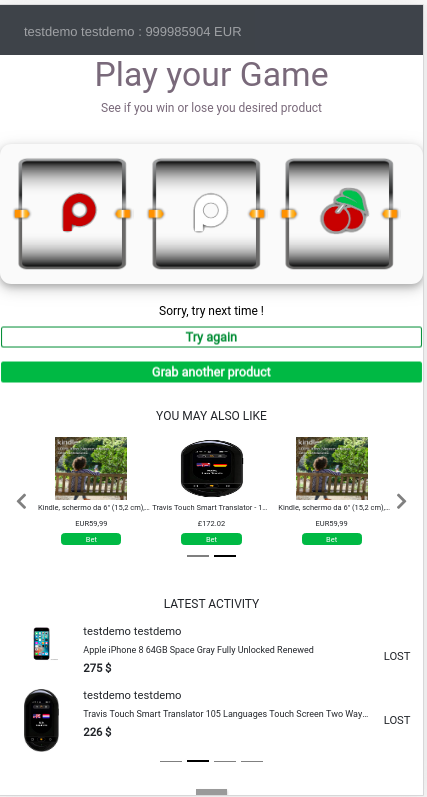 testdemo testdemo : 999985904 EUR
Play your Game
See if you win or lose you desired product
Sorry, try next time !
Try again
Grab another product
YOU MAY ALSO LIKE
kindle
Kindle, schermo da 6" (15,2 cm),... Travis Touch Smart Translator - 1... Kindle, schermo da 6" (15,2 cm),...
EUR59,99 £172.02 EUR59,99
Bet Bet Bet
LATEST ACTIVITY
testdemo testdemo
Apple iPhone 8 64GB Space Gray Fully Unlocked Renewed
LOST
275 $
testdemo testdemo
Travis Touch Smart Translator 105 Languages Touch Screen Two Way...
LOST
226 $